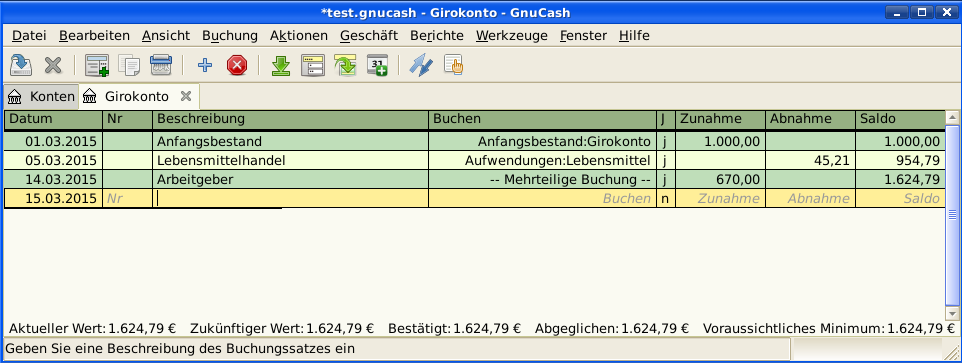 *test.gnucash - Girokonto - GnuCash
Datei Bearbeiten Ansicht Buchung Aktionen Geschäft Berichte Werkzeuge Fenster Hilfe
31
Konten Girokonto
Datum Nr Beschreibung Buchen J Zunahme Abnahme Saldo
01.03.2015 Anfangsbestand Anfangsbestand:Girokonto j 1.000,00 1.000,00
05.03.2015 Lebensmittelhandel Aufwendungen:Lebensmittel j 45,21 954,79
14.03.2015 Arbeitgeber -- Mehrteilige Buchung -- j 670,00 1.624,79
15.03.2015 Nr Buchen n Zunahme Abnahme Saldo
Aktueller Wert: 1.624,79 € Zukünftiger Wert: 1.624,79 € Bestätigt: 1.624,79 € Abgeglichen: 1.624,79 € Voraussichtliches Minimum: 1.624,79 €
Geben Sie eine Beschreibung des Buchungssatzes ein